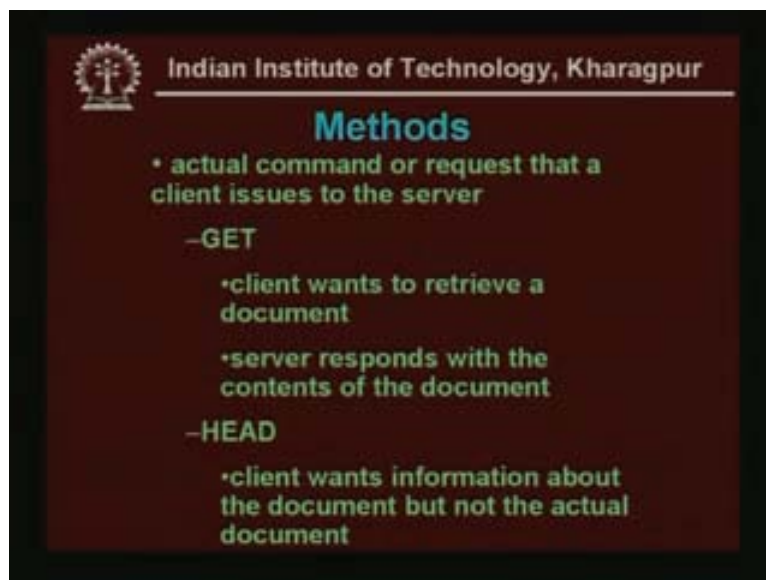 Indian Institute of Technology, Kharagpur
Methods
• actual command or request that a
client issues to the server
–GET
•client wants to retrieve a
document
•server responds with the
contents of the document
–HEAD
•client wants information about
the document but not the actual
document